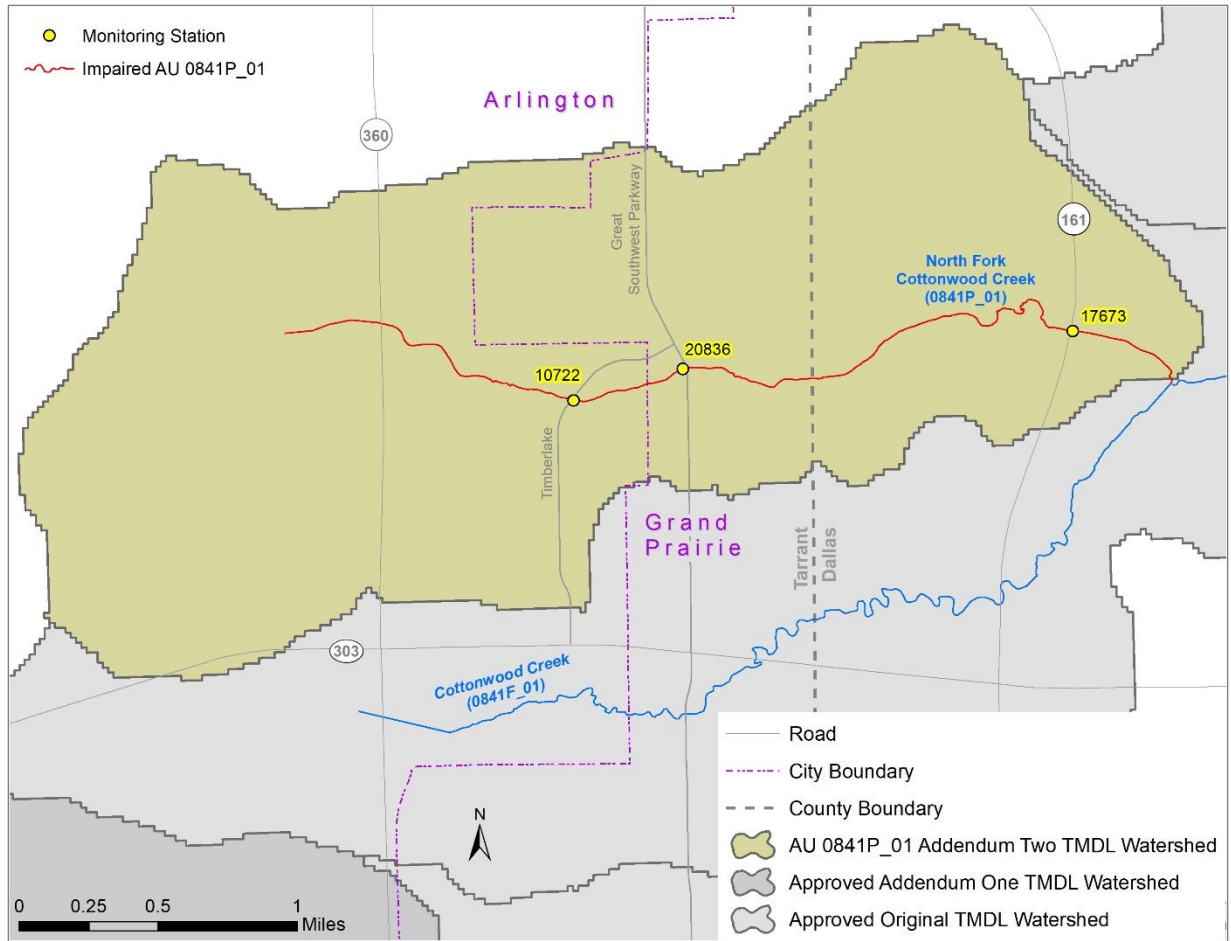 Monitoring Station
Impaired AU 0841P_01
Arlington
360
Great
Southwest Parkway
161
North Fork
Cottonwood Creek
(0841P_01)
17673
20836
10722
Timberlake
Grand
Prairie
Tarrant
Dallas
303
Cottonwood Creek
(0841F_01)
N
0 0.25 0.5 1
Miles
Road
City Boundary
County Boundary
AU 0841P_01 Addendum Two TMDL Watershed
Approved Addendum One TMDL Watershed
Approved Original TMDL Watershed